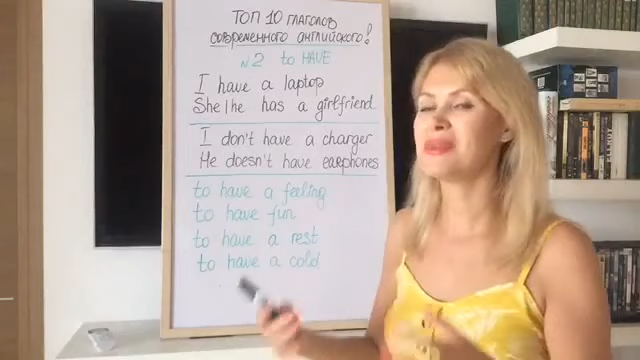 ТОП 10 глаголов
современного английского!
№2 to HAVE
I have a laptop
She|he has a girlfriend
I don't have a charger
He doesn't have earphones
to have a feeling
to have fun
to have a rest
to have a cold